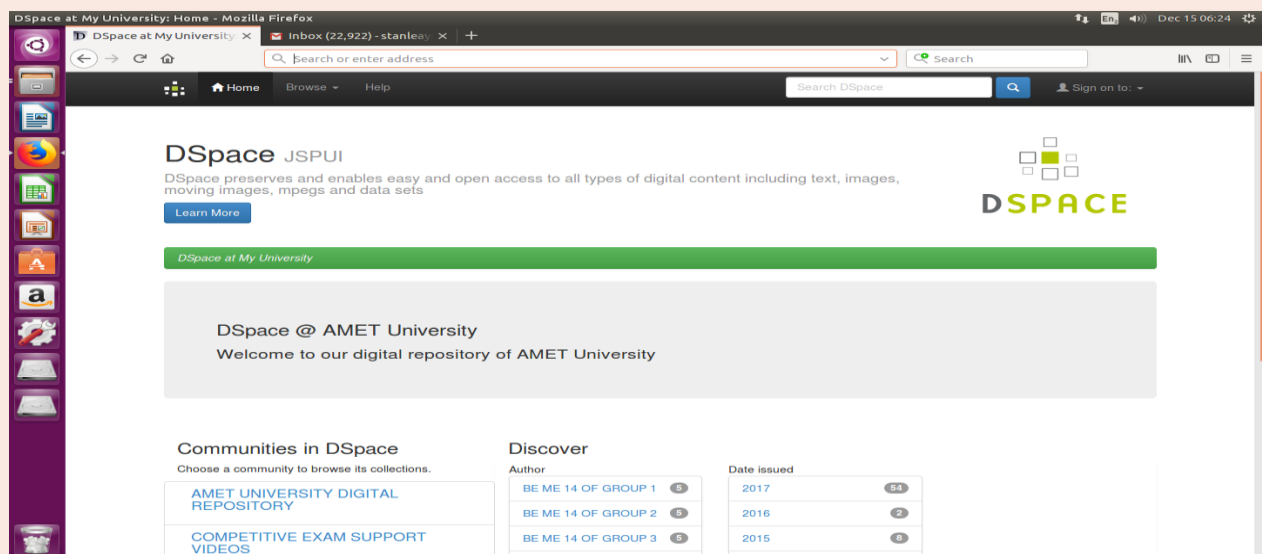 DSpace at My University: Home - Mozilla Firefox
En
Dec 15 06:24
DSpace at My University
Inbox (22,922) - stanleay
Search or enter address
Search
Home
Browse
Help
Search DSpace
Sign on to:
DSpace JSPUI
DSpace preserves and enables easy and open access to all types of digital content including text, images,
moving images, mpegs and data sets
Learn More
DSPACE
DSpace at My University
DSpace @ AMET University
Welcome to our digital repository of AMET University
Communities in DSpace
Choose a community to browse its collections.
AMET UNIVERSITY DIGITAL
REPOSITORY
COMPETITIVE EXAM SUPPORT
VIDEOS
Discover
Author
BE ME 14 OF GROUP 1 5
BE ME 14 OF GROUP 2 5
BE ME 14 OF GROUP 3 5
Date issued
2017 54
2016 2
2015 8